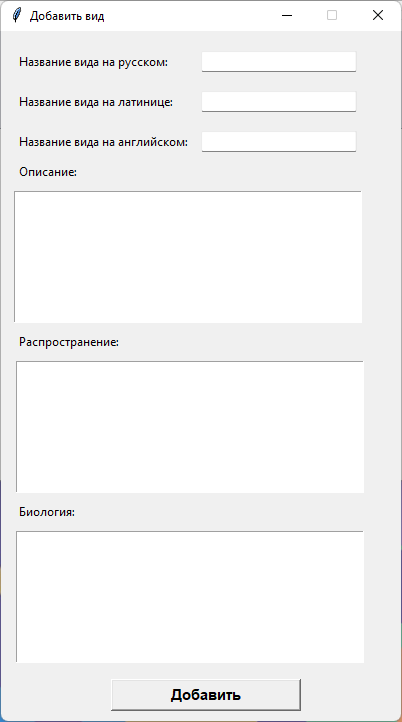 Добавить вид
Название вида на русском:
Название вида на латинице:
Название вида на английском:
Описание:
Распространение:
Биология:
Добавить